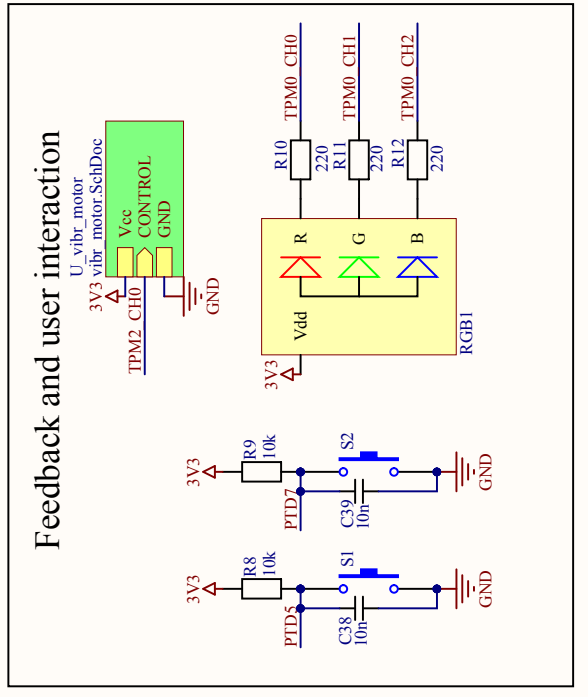 Feedback and user interaction
U_vibr_motor
vibr_motor.SchDoc
3V3
Vcc
CONTROL
GND
TPM2_CH0
GND
3V3
Vdd
R
G
B
RGB1
R10
220
TPM0_CH0
R11
220
TPM0_CH1
R12
220
TPM0_CH2
3V3
R9
10k
PTD7
S2
C39
10n
GND
3V3
R8
10k
PTD5
S1
C38
10n
GND